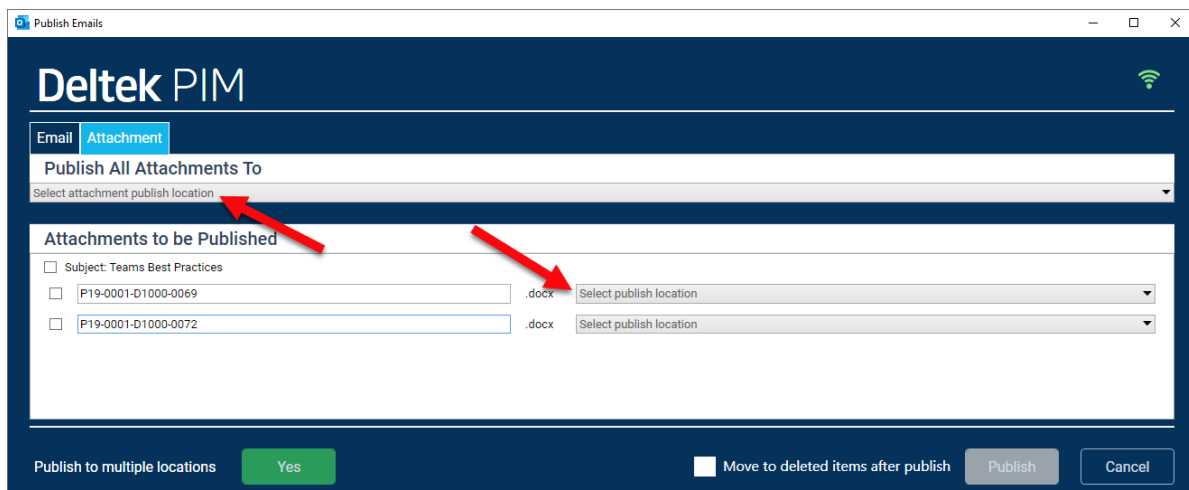 Publish Emails
Deltek PIM
Email Attachment
Publish All Attachments To
Select attachment publish location
Attachments to be Published
Subject: Teams Best Practices
P19-0001-D1000-0069 .docx Select publish location
P19-0001-D1000-0072 .docx Select publish location
Publish to multiple locations Yes Move to deleted items after publish Publish Cancel